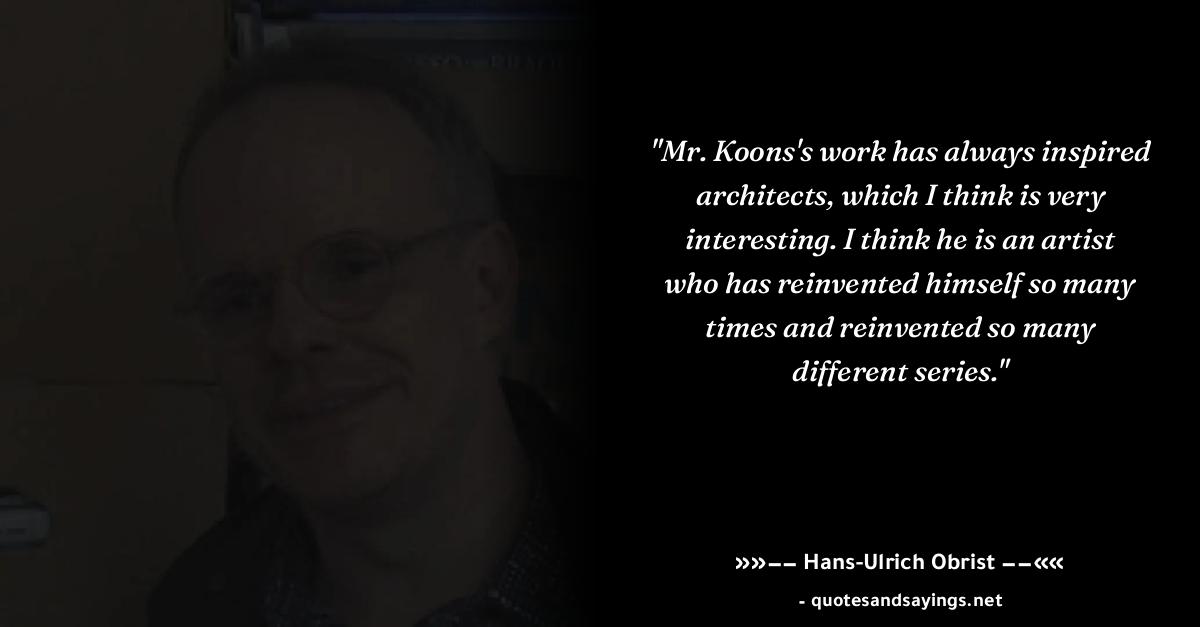 "Mr. Koons's work has always inspired
architects, which I think is very
interesting. I think he is an artist
who has reinvented himself so many
times and reinvented so many
different series."
»»–– Hans-Ulrich Obrist ––««
- quotesandsayings.net